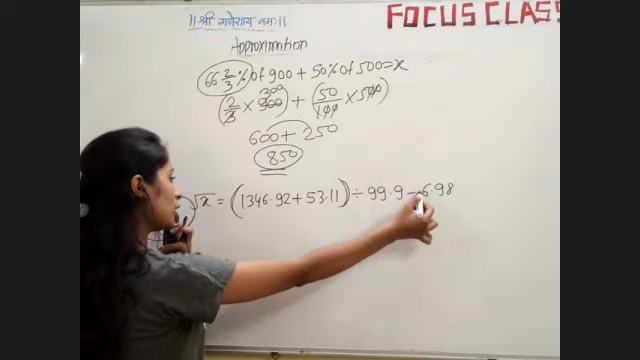 ||श्री गणेशाय नमः||
FOCUS CLASS
Approximation
66 2/3 % of 900 + 50% of 500 = x
(2/3 × 900 300) + (50/100 × 500)
600 + 250
850
√x = (1346.92 + 53.11) ÷ 99.9 - 6.98